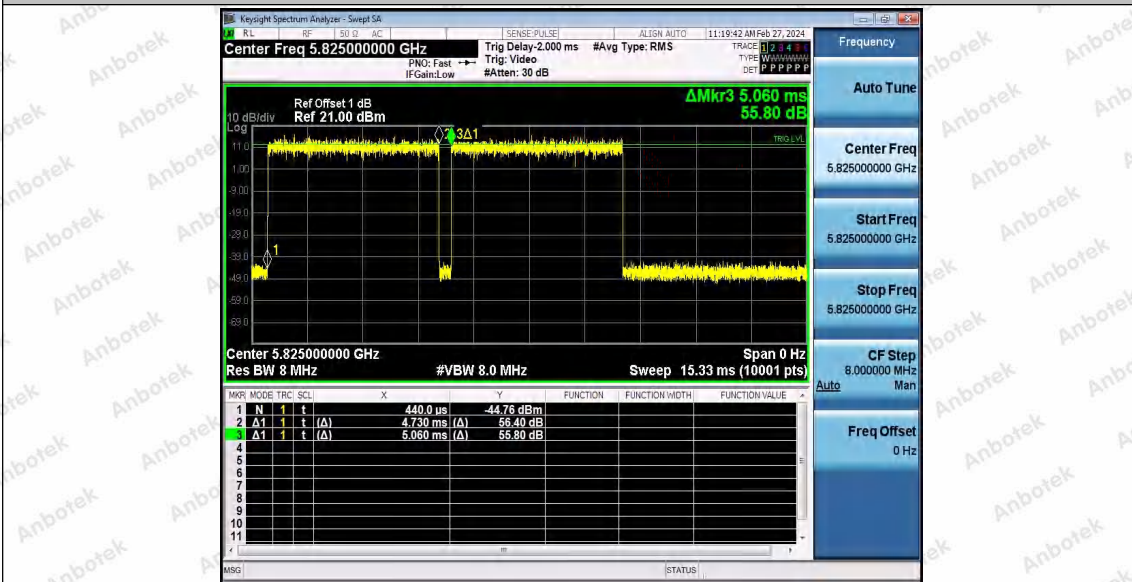 Keysight Spectrum Analyzer - Swept SA
RL RF 50 Ω AC SENSE:PULSE ALIGN AUTO 11:19:42 AM Feb 27, 2024
Center Freq 5.825000000 GHz
PNO: Fast
IFGain:Low
Trig Delay-2.000 ms
Trig: Video
#Atten: 30 dB
#Avg Type: RMS
TRACE 1 2 3 4
TYPE W
DET P P P P P P
ΔMkr3 5.060 ms
55.80 dB
Ref Offset 1 dB
10 dB/div Ref 21.00 dBm
Log
11.0
1.00
-9.00
-19.0
-29.0
-39.0
-49.0
-59.0
-69.0
3Δ1
1
TRIG LVL
Center 5.825000000 GHz Span 0 Hz
Res BW 8 MHz #VBW 8.0 MHz Sweep 15.33 ms (10001 pts)
MKR MODE TRC SCL X Y FUNCTION FUNCTION WIDTH FUNCTION VALUE
1 N 1 t 440.0 µs -44.76 dBm
2 Δ1 1 t (Δ) 4.730 ms (Δ) 56.40 dB
3 Δ1 1 t (Δ) 5.060 ms (Δ) 55.80 dB
4
5
6
7
8
9
10
11
MSG STATUS
Frequency
Auto Tune
Center Freq
5.825000000 GHz
Start Freq
5.825000000 GHz
Stop Freq
5.825000000 GHz
CF Step
8.000000 MHz
Auto Man
Freq Offset
0 Hz
Anbotek